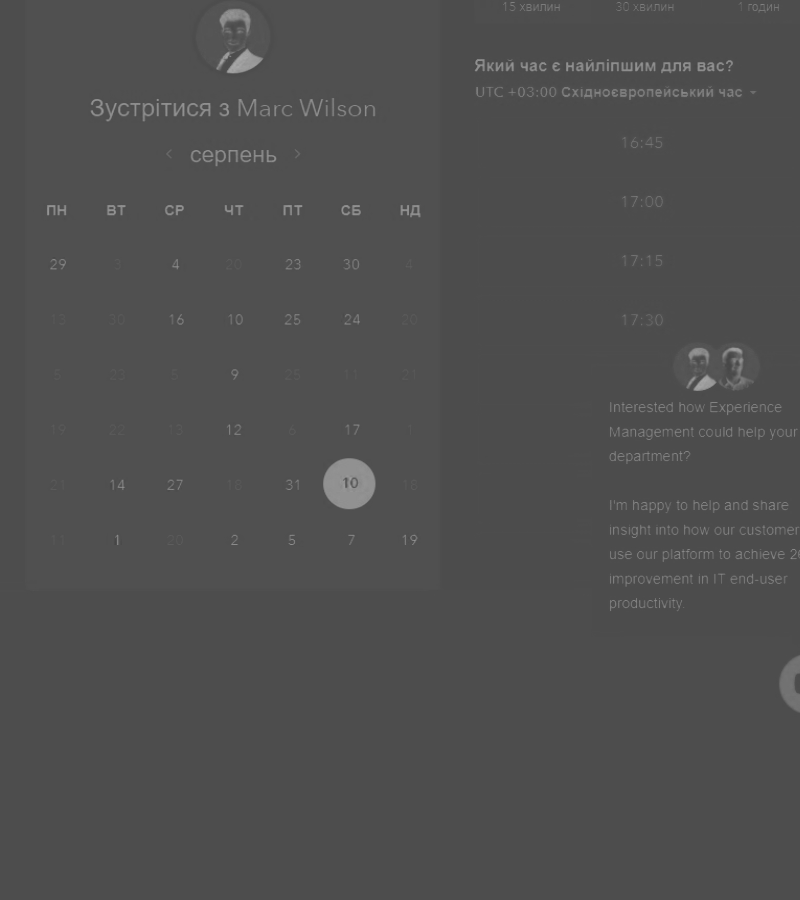 15 хвилин
30 хвилин
1 годин
Зустрітися з Marc Wilson
серпень
ПН ВТ СР ЧТ ПТ СБ НД
29 3 4 20 23 30 4
13 30 16 10 25 24 20
5 23 5 9 25 11 21
19 22 13 12 6 17 1
21 14 27 18 31 10 18
11 1 20 2 5 7 19
Який час є найліпшим для вас?
UTC +03:00 Східноєвропейський час
16:45
17:00
17:15
17:30
Interested how Experience
Management could help your
department?
I'm happy to help and share
insight into how our customer
use our platform to achieve 2
improvement in IT end-user
productivity.